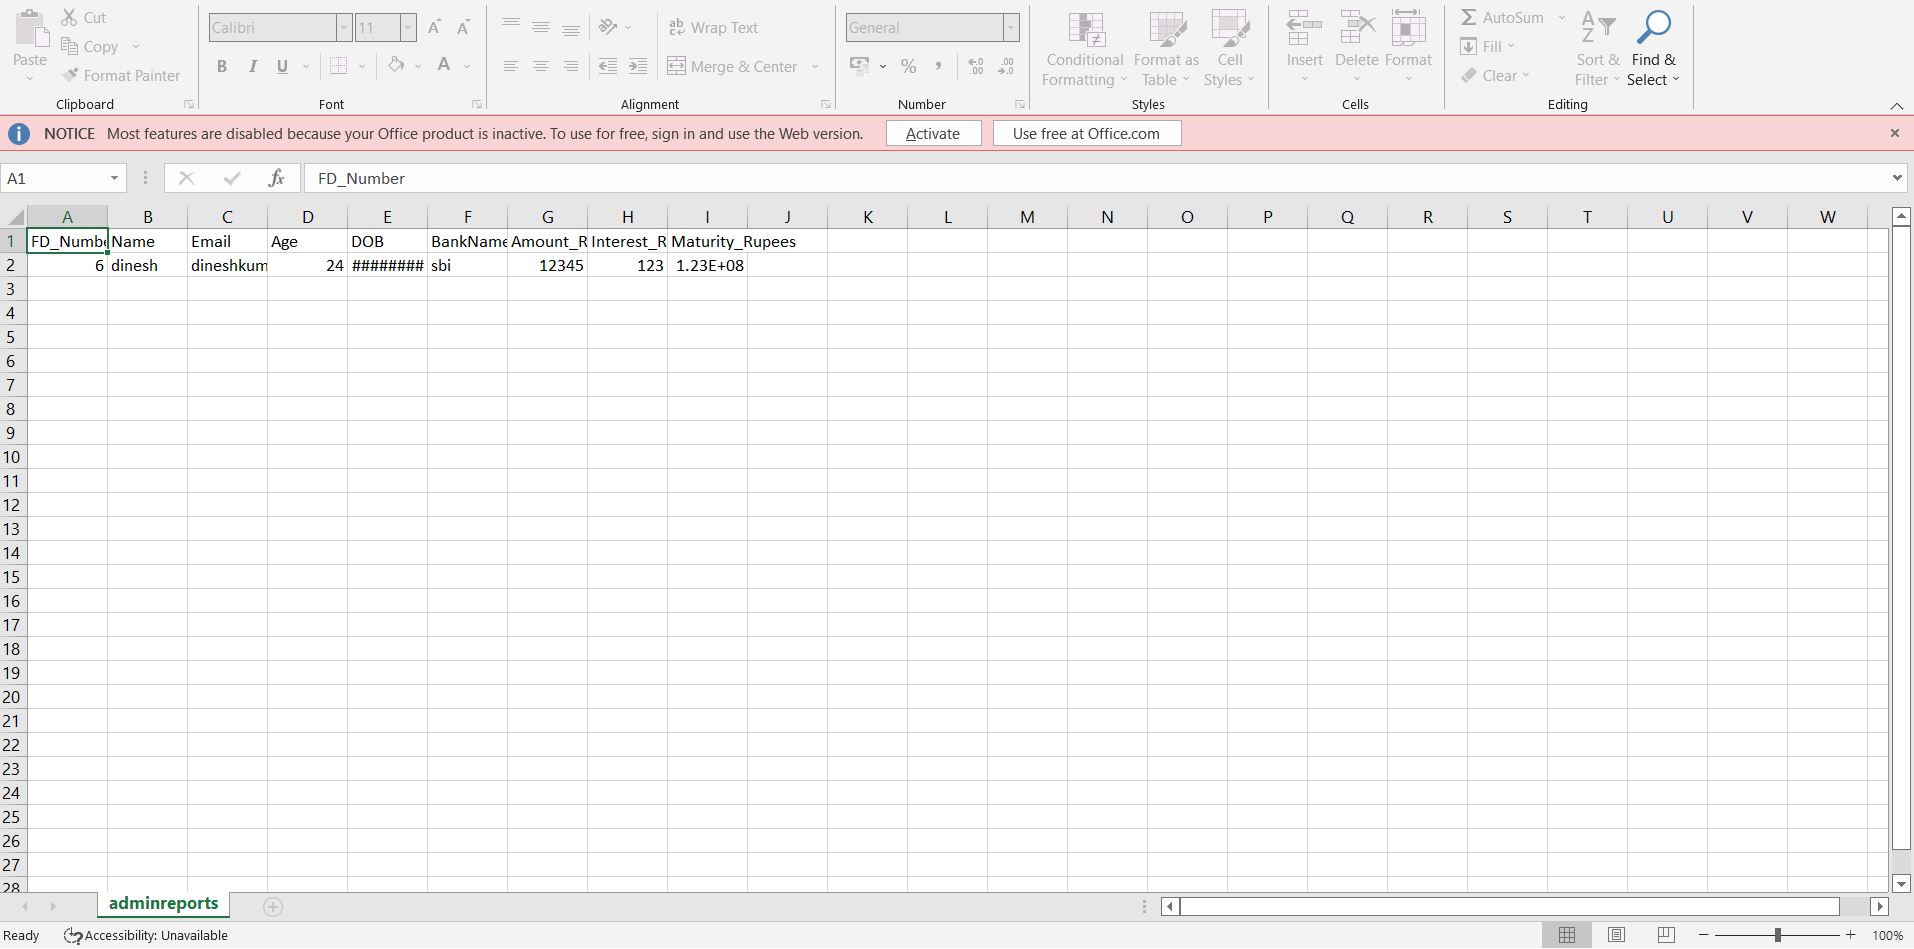 Cut
Copy
Paste
Format Painter
Clipboard
Calibri 11 A A
B I U A
Font
ab Wrap Text
Merge & Center
Alignment
General
% , .00 .00
Number
Conditional Formatting
Format as Table
Cell Styles
Styles
Insert Delete Format
Cells
AutoSum
Fill
Clear
Sort & Filter
Find & Select
Editing
NOTICE Most features are disabled because your Office product is inactive. To use for free, sign in and use the Web version. Activate Use free at Office.com
A1 fx FD_Number
A B C D E F G H I J K L M N O P Q R S T U V W
1 FD_Numbe Name Email Age DOB BankName Amount_R Interest_R Maturity_Rupees
2 6 dinesh dineshkum 24 ######## sbi 12345 123 1.23E+08
3
4
5
6
7
8
9
10
11
12
13
14
15
16
17
18
19
20
21
22
23
24
25
26
27
28
adminreports
Ready Accessibility: Unavailable 100%